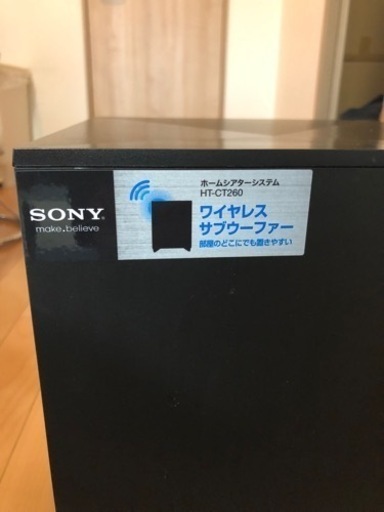 SONY
make.believe
ホームシアターシステム
HT-CT260
ワイヤレス
サブウーファー
部屋のどこにでも置きやすい